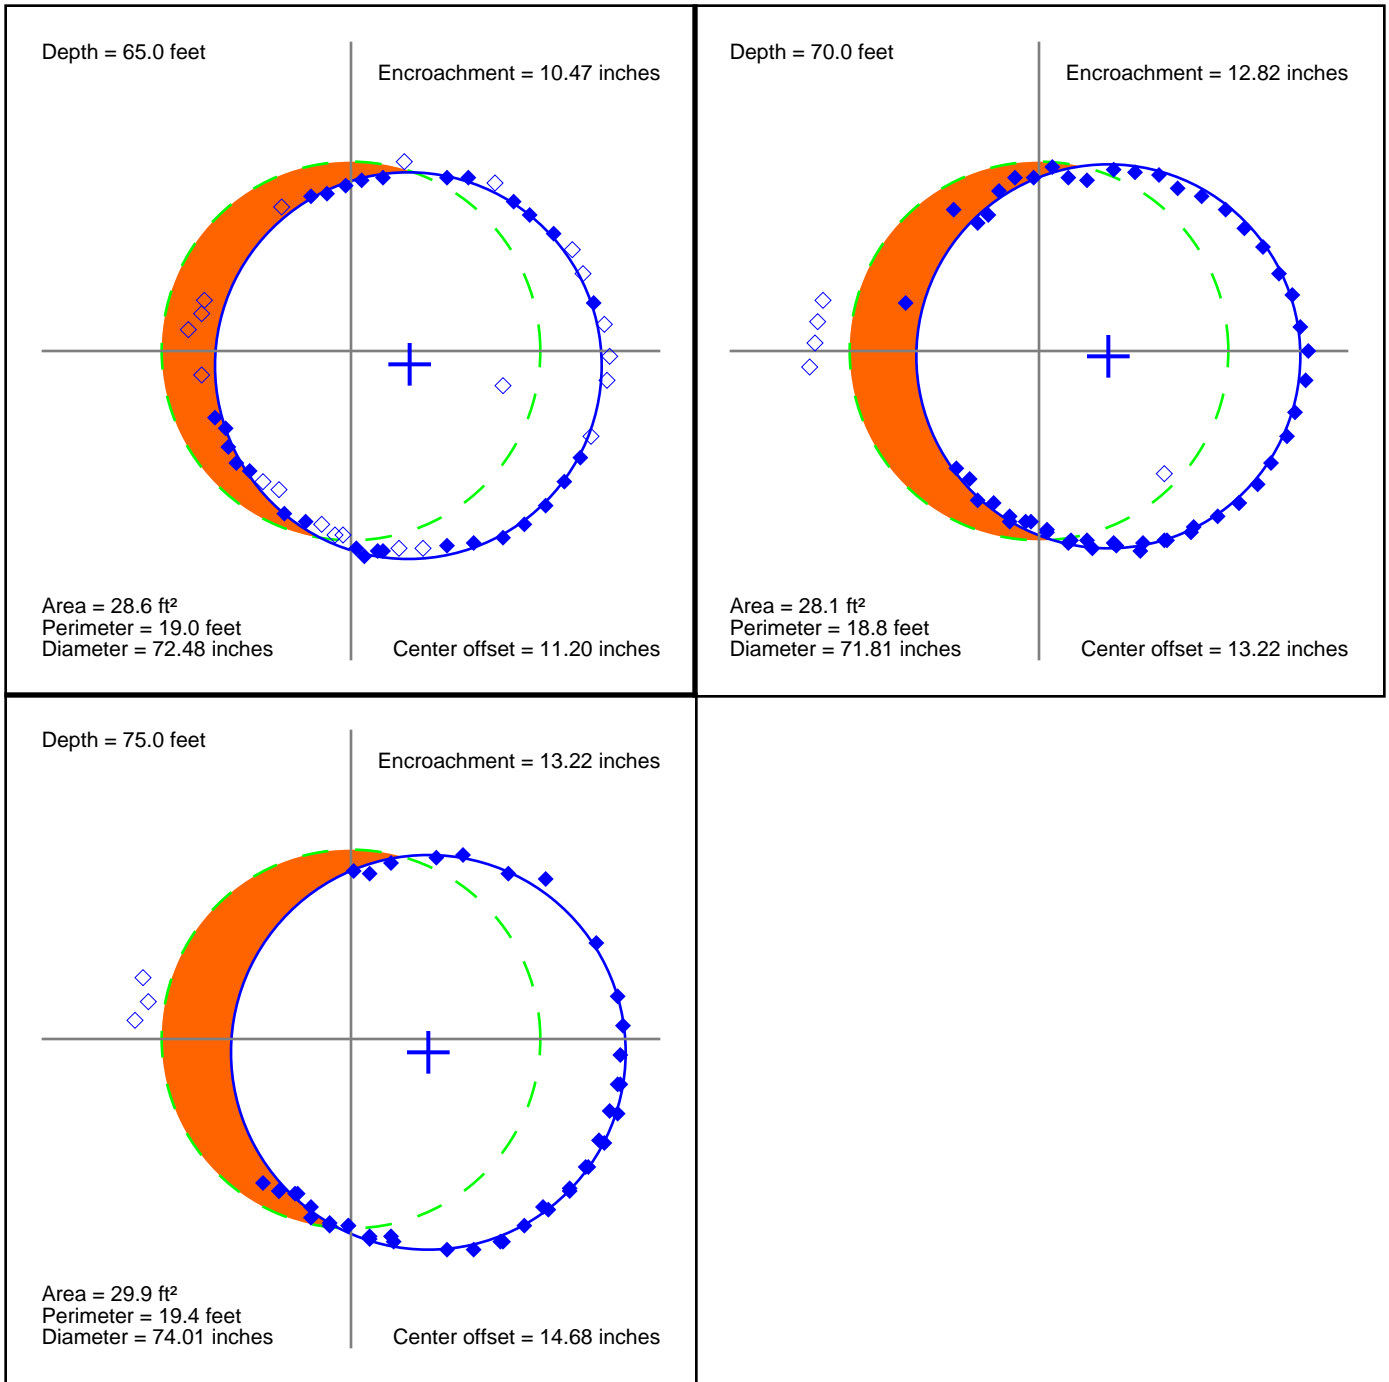 Depth = 65.0 feet
Encroachment = 10.47 inches
Area = 28.6 ft²
Perimeter = 19.0 feet
Diameter = 72.48 inches
Center offset = 11.20 inches
Depth = 70.0 feet
Encroachment = 12.82 inches
Area = 28.1 ft²
Perimeter = 18.8 feet
Diameter = 71.81 inches
Center offset = 13.22 inches
Depth = 75.0 feet
Encroachment = 13.22 inches
Area = 29.9 ft²
Perimeter = 19.4 feet
Diameter = 74.01 inches
Center offset = 14.68 inches